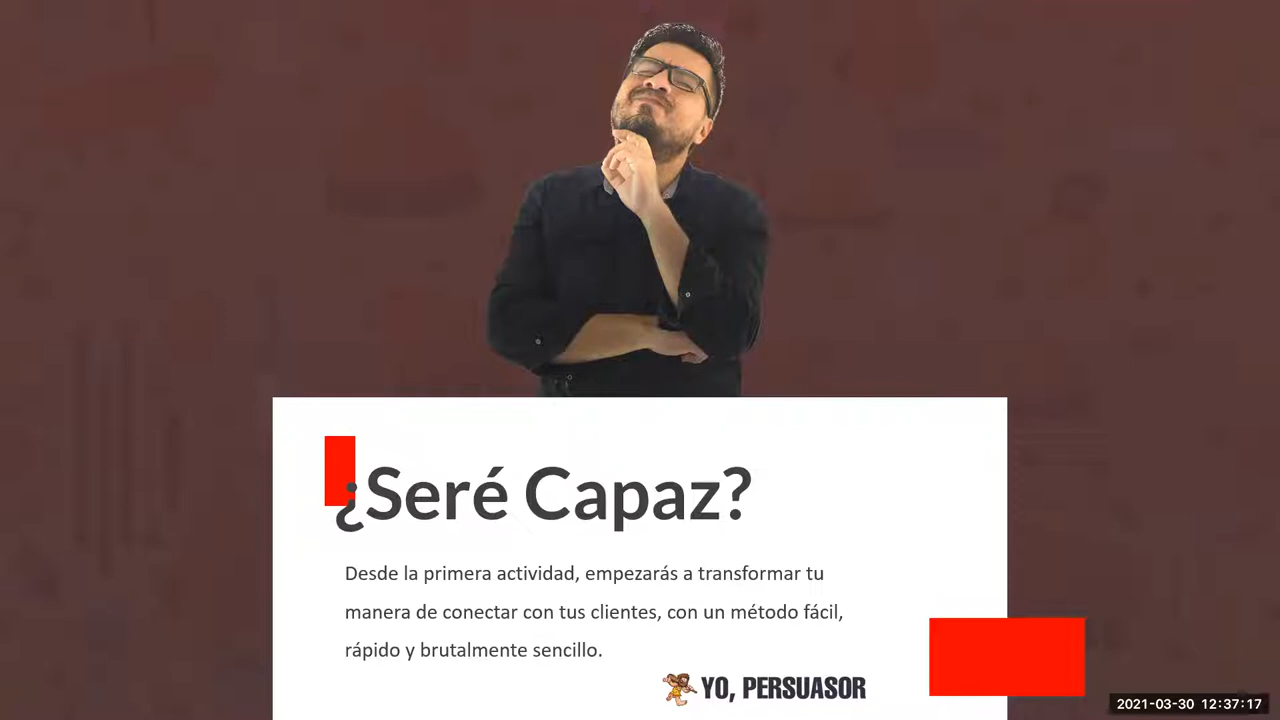 ¿Seré Capaz?
Desde la primera actividad, empezarás a transformar tu
manera de conectar con tus clientes, con un método fácil,
rápido y brutalmente sencillo.
YO, PERSUASOR
2021-03-30 12:37:17